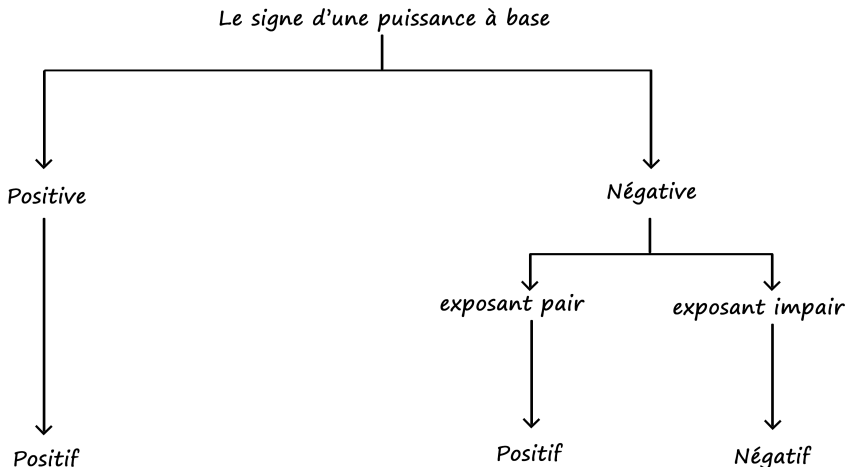 Le signe d'une puissance à base
Positive
Négative
exposant pair
exposant impair
Positif
Positif
Négatif